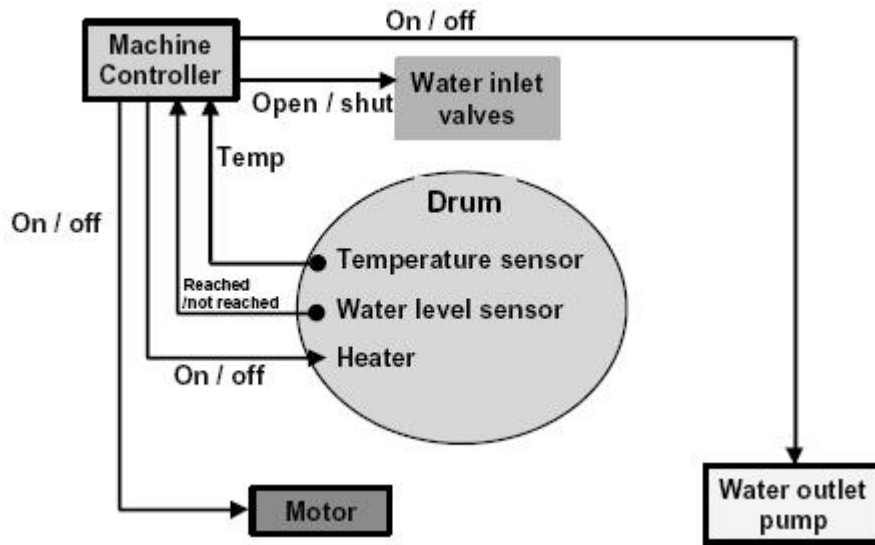 On / off
Machine
Controller
Open / shut
Water inlet
valves
Temp
Drum
On / off
Temperature sensor
Reached
/not reached
Water level sensor
Heater
On / off
Motor
Water outlet
pump